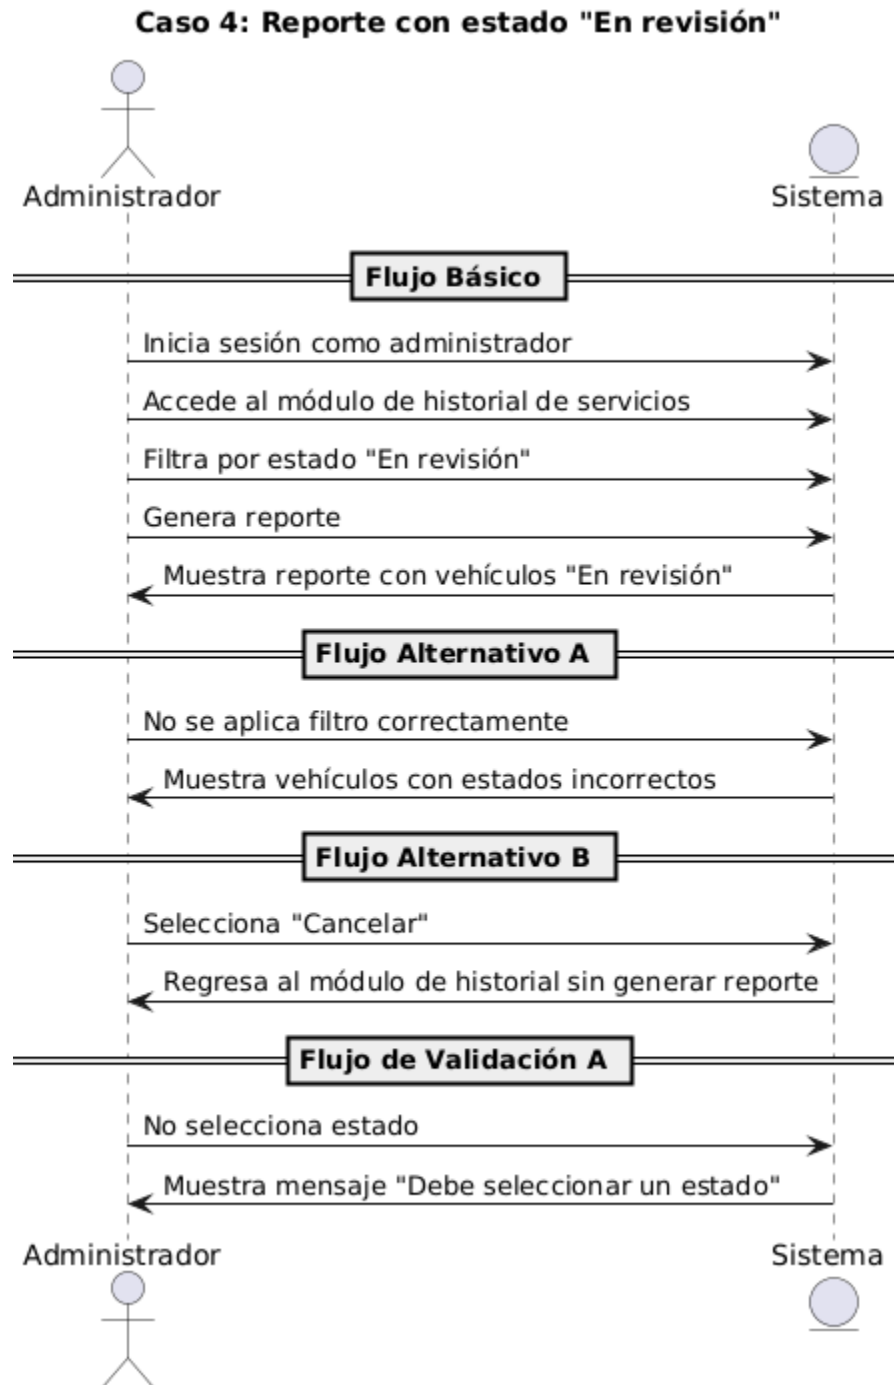 Caso 4: Reporte con estado "En revisión"
Administrador
Sistema
Flujo Básico
Inicia sesión como administrador
Accede al módulo de historial de servicios
Filtra por estado "En revisión"
Genera reporte
Muestra reporte con vehículos "En revisión"
Flujo Alternativo A
No se aplica filtro correctamente
Muestra vehículos con estados incorrectos
Flujo Alternativo B
Selecciona "Cancelar"
Regresa al módulo de historial sin generar reporte
Flujo de Validación A
No selecciona estado
Muestra mensaje "Debe seleccionar un estado"
Administrador
Sistema